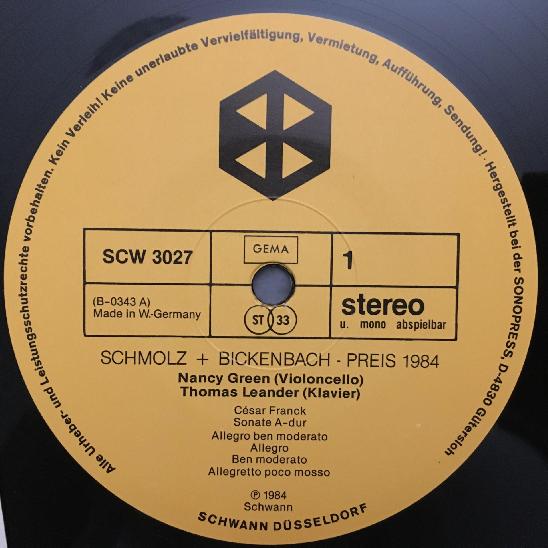 Alle Urheber- und Leistungsschutzrechte vorbehalten. Kein Verleih! Keine unerlaubte Vervielfältigung, Vermietung, Aufführung, Sendung! Hergestellt bei der SONOPRESS, D-4830 Gütersloh
SCW 3027
GEMA
1
(B-0343 A)
Made in W.-Germany
ST 33
stereo
u. mono abspielbar
SCHMOLZ + BICKENBACH - PREIS 1984
Nancy Green (Violoncello)
Thomas Leander (Klavier)
César Franck
Sonate A-dur
Allegro ben moderato
Allegro
Ben moderato
Allegretto poco mosso
℗ 1984
Schwann
SCHWANN DÜSSELDORF